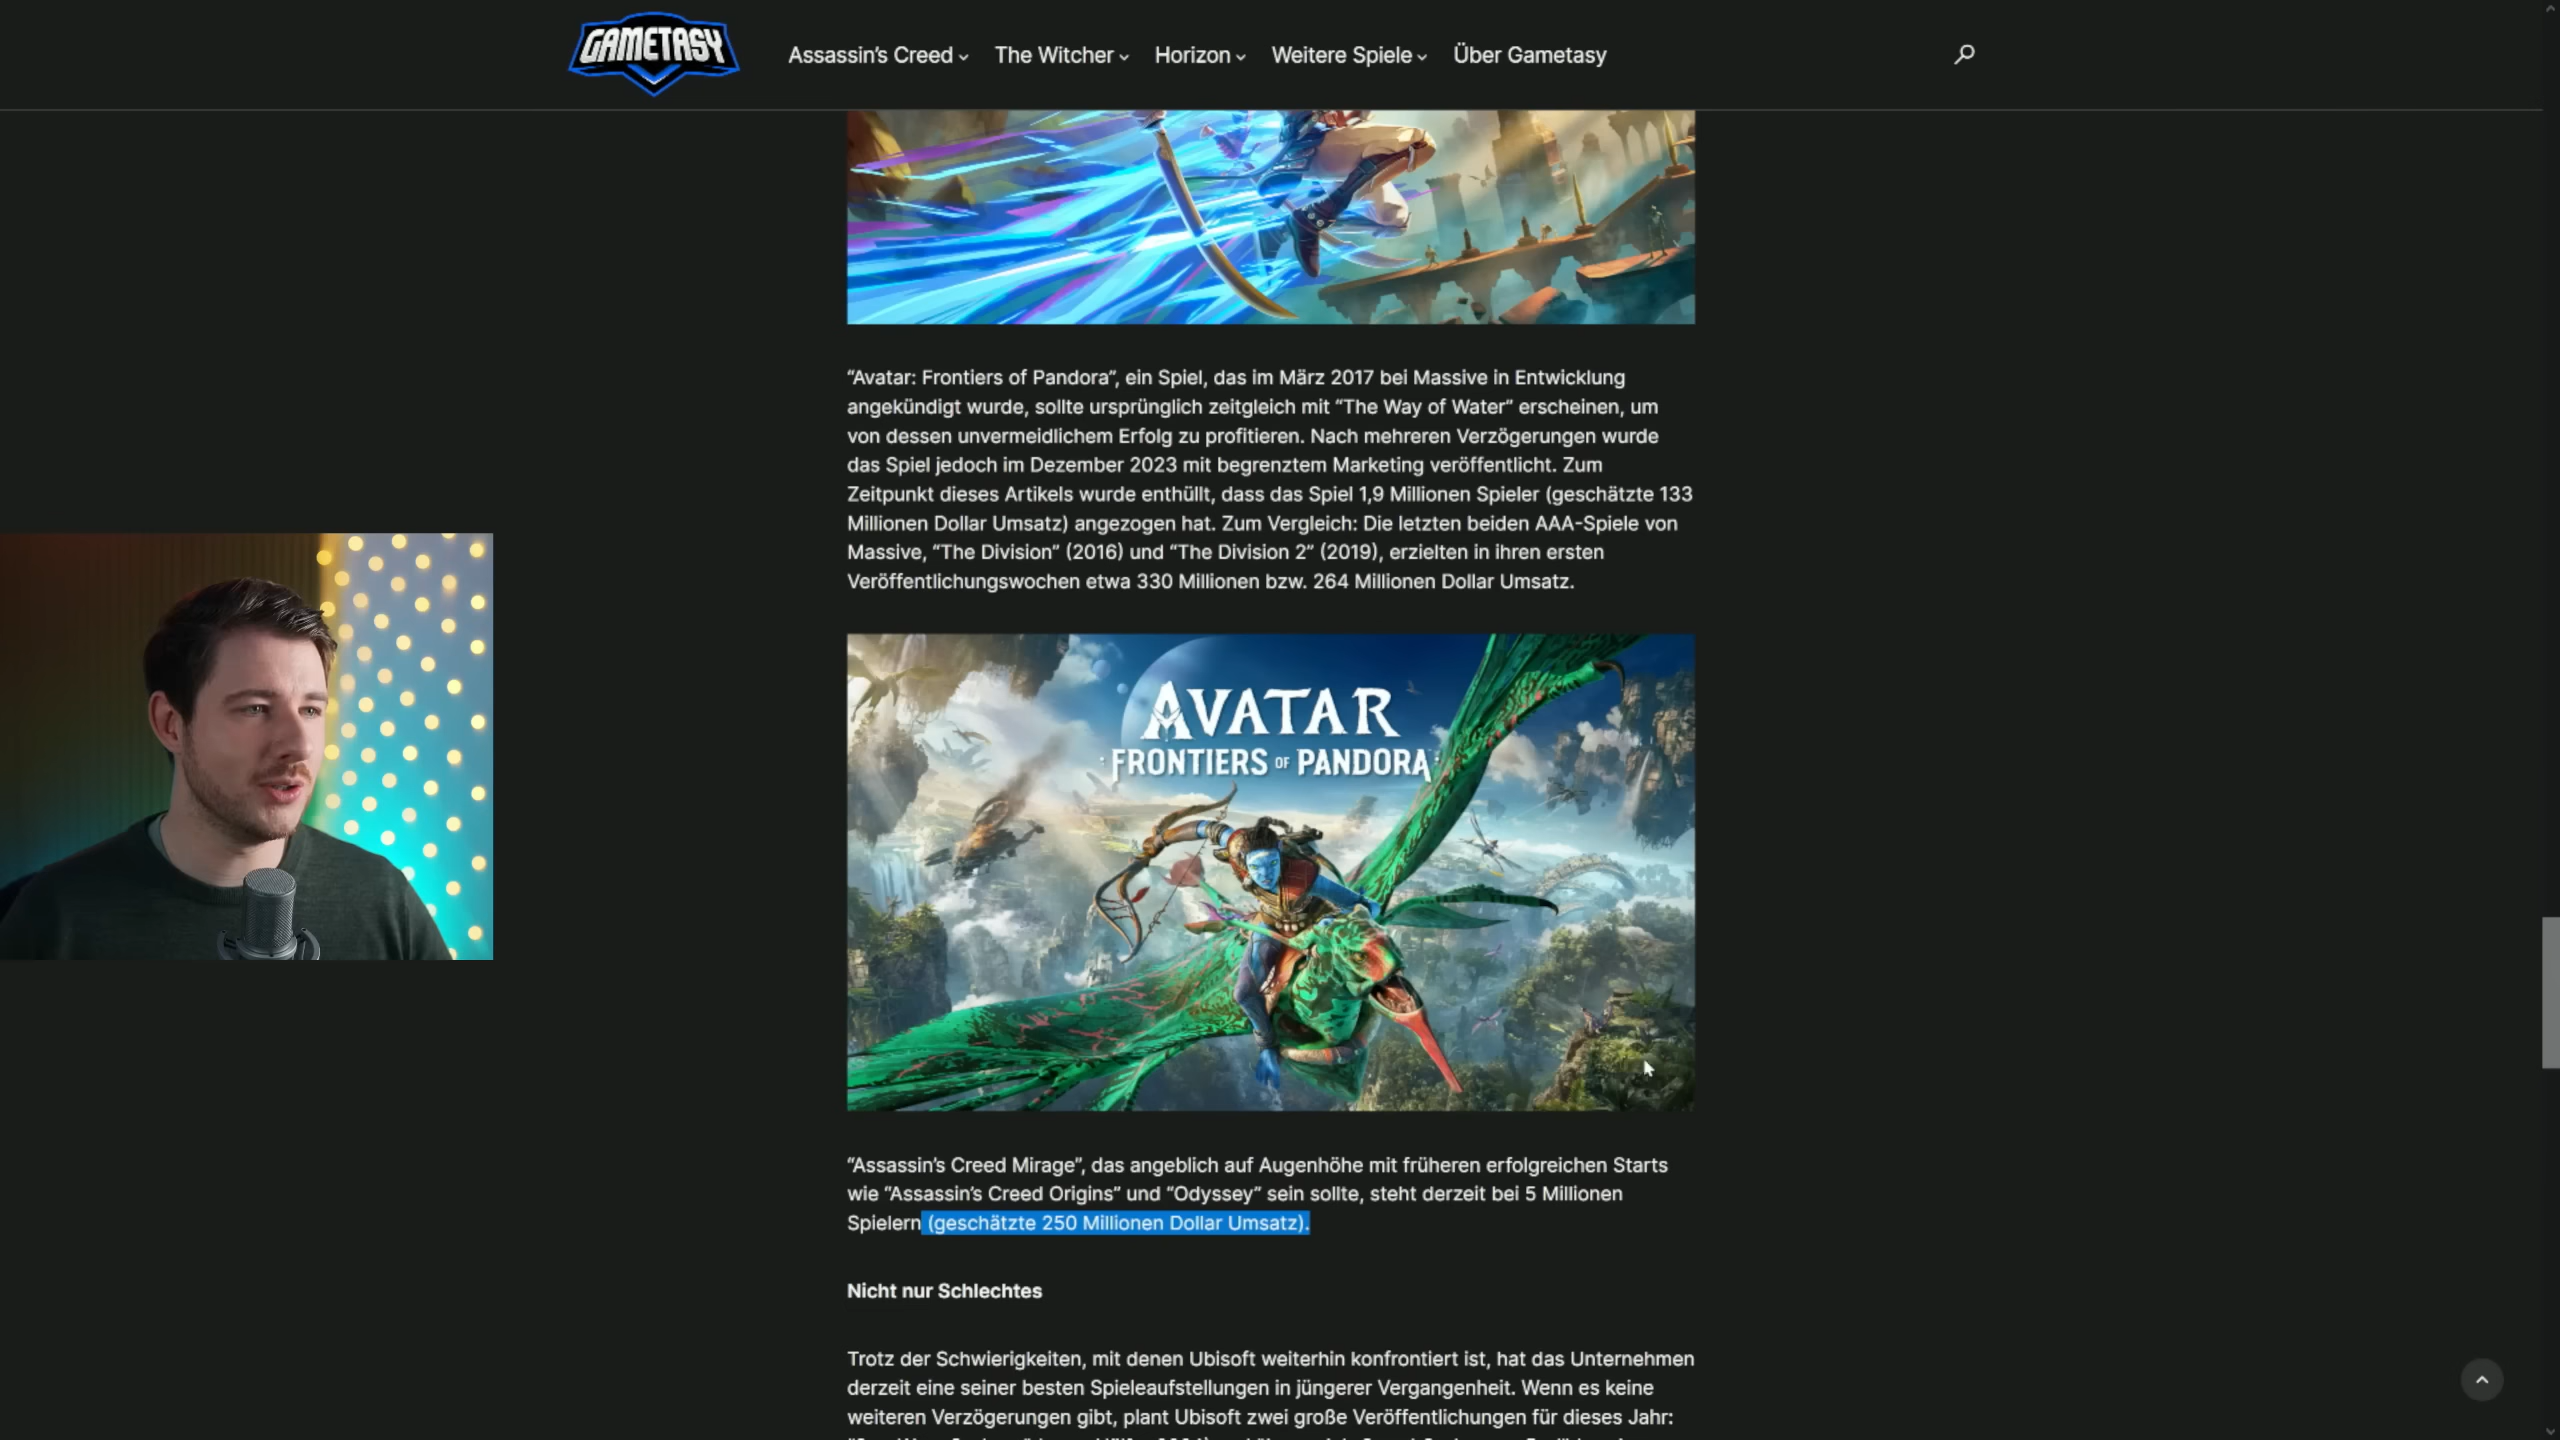 GAMETASY
Assassin's Creed
The Witcher
Horizon
Weitere Spiele
Über Gametasy
“Avatar: Frontiers of Pandora”, ein Spiel, das im März 2017 bei Massive in Entwicklung
angekündigt wurde, sollte ursprünglich zeitgleich mit “The Way of Water” erscheinen, um
von dessen unvermeidlichem Erfolg zu profitieren. Nach mehreren Verzögerungen wurde
das Spiel jedoch im Dezember 2023 mit begrenztem Marketing veröffentlicht. Zum
Zeitpunkt dieses Artikels wurde enthüllt, dass das Spiel 1,9 Millionen Spieler (geschätzte 133
Millionen Dollar Umsatz) angezogen hat. Zum Vergleich: Die letzten beiden AAA-Spiele von
Massive, “The Division” (2016) und “The Division 2” (2019), erzielten in ihren ersten
Veröffentlichungswochen etwa 330 Millionen bzw. 264 Millionen Dollar Umsatz.
AVATAR
FRONTIERS OF PANDORA
“Assassin’s Creed Mirage”, das angeblich auf Augenhöhe mit früheren erfolgreichen Starts
wie “Assassin’s Creed Origins” und “Odyssey” sein sollte, steht derzeit bei 5 Millionen
Spielern (geschätzte 250 Millionen Dollar Umsatz).
Nicht nur Schlechtes
Trotz der Schwierigkeiten, mit denen Ubisoft weiterhin konfrontiert ist, hat das Unternehmen
derzeit eine seiner besten Spieleaufstellungen in jüngerer Vergangenheit. Wenn es keine
weiteren Verzögerungen gibt, plant Ubisoft zwei große Veröffentlichungen für dieses Jahr: